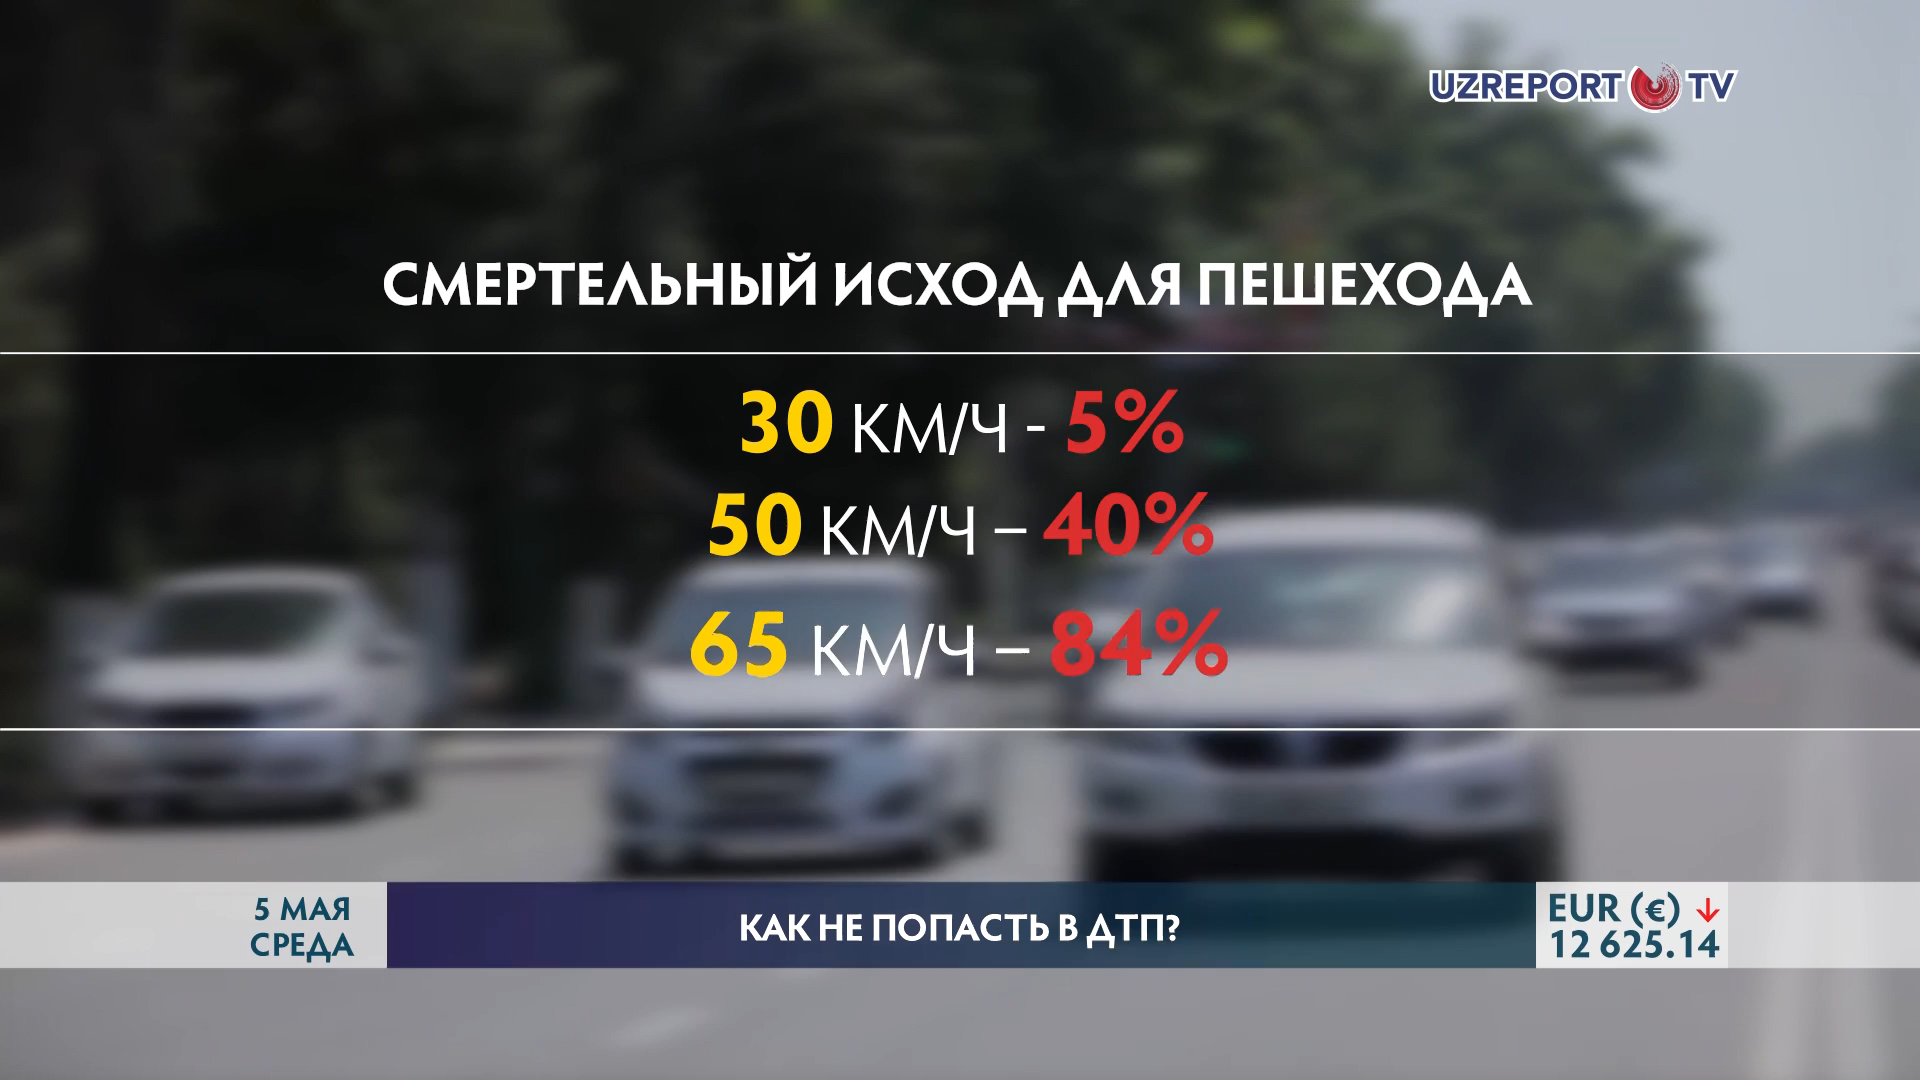 UZREPORT TV
СМЕРТЕЛЬНЫЙ ИСХОД ДЛЯ ПЕШЕХОДА
30 КМ/Ч - 5%
50 КМ/Ч – 40%
65 КМ/Ч – 84%
5 МАЯ
СРЕДА
КАК НЕ ПОПАСТЬ В ДТП?
EUR (€) ↓
12 625.14